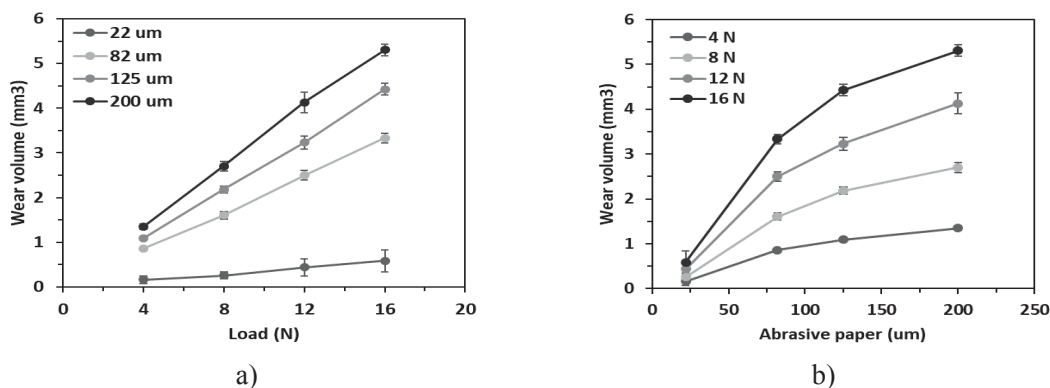 6
5
4
3
2
1
0
Wear volume (mm3)
22 um
82 um
125 um
200 um
0 4 8 12 16 20
Load (N)
a)
6
5
4
3
2
1
0
Wear volume (mm3)
4 N
8 N
12 N
16 N
0 50 100 150 200 250
Abrasive paper (um)
b)